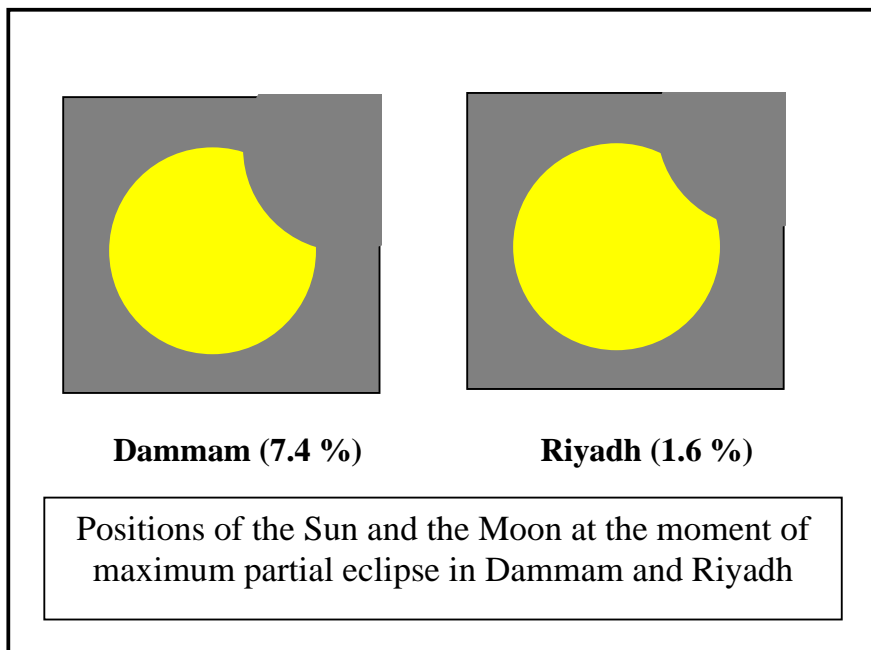 Dammam (7.4 %)
Riyadh (1.6 %)
Positions of the Sun and the Moon at the moment of
maximum partial eclipse in Dammam and Riyadh